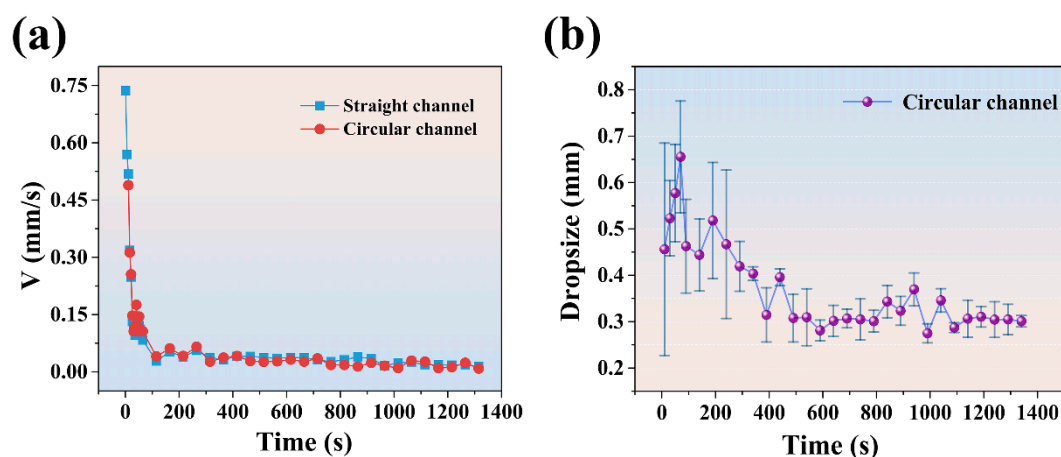 (a)
V (mm/s)
0.75
0.60
0.45
0.30
0.15
0.00
Straight channel
Circular channel
0 200 400 600 800 1000 1200 1400
Time (s)
(b)
Dropsize (mm)
0.8
0.7
0.6
0.5
0.4
0.3
0.2
Circular channel
0 200 400 600 800 1000 1200 1400
Time (s)